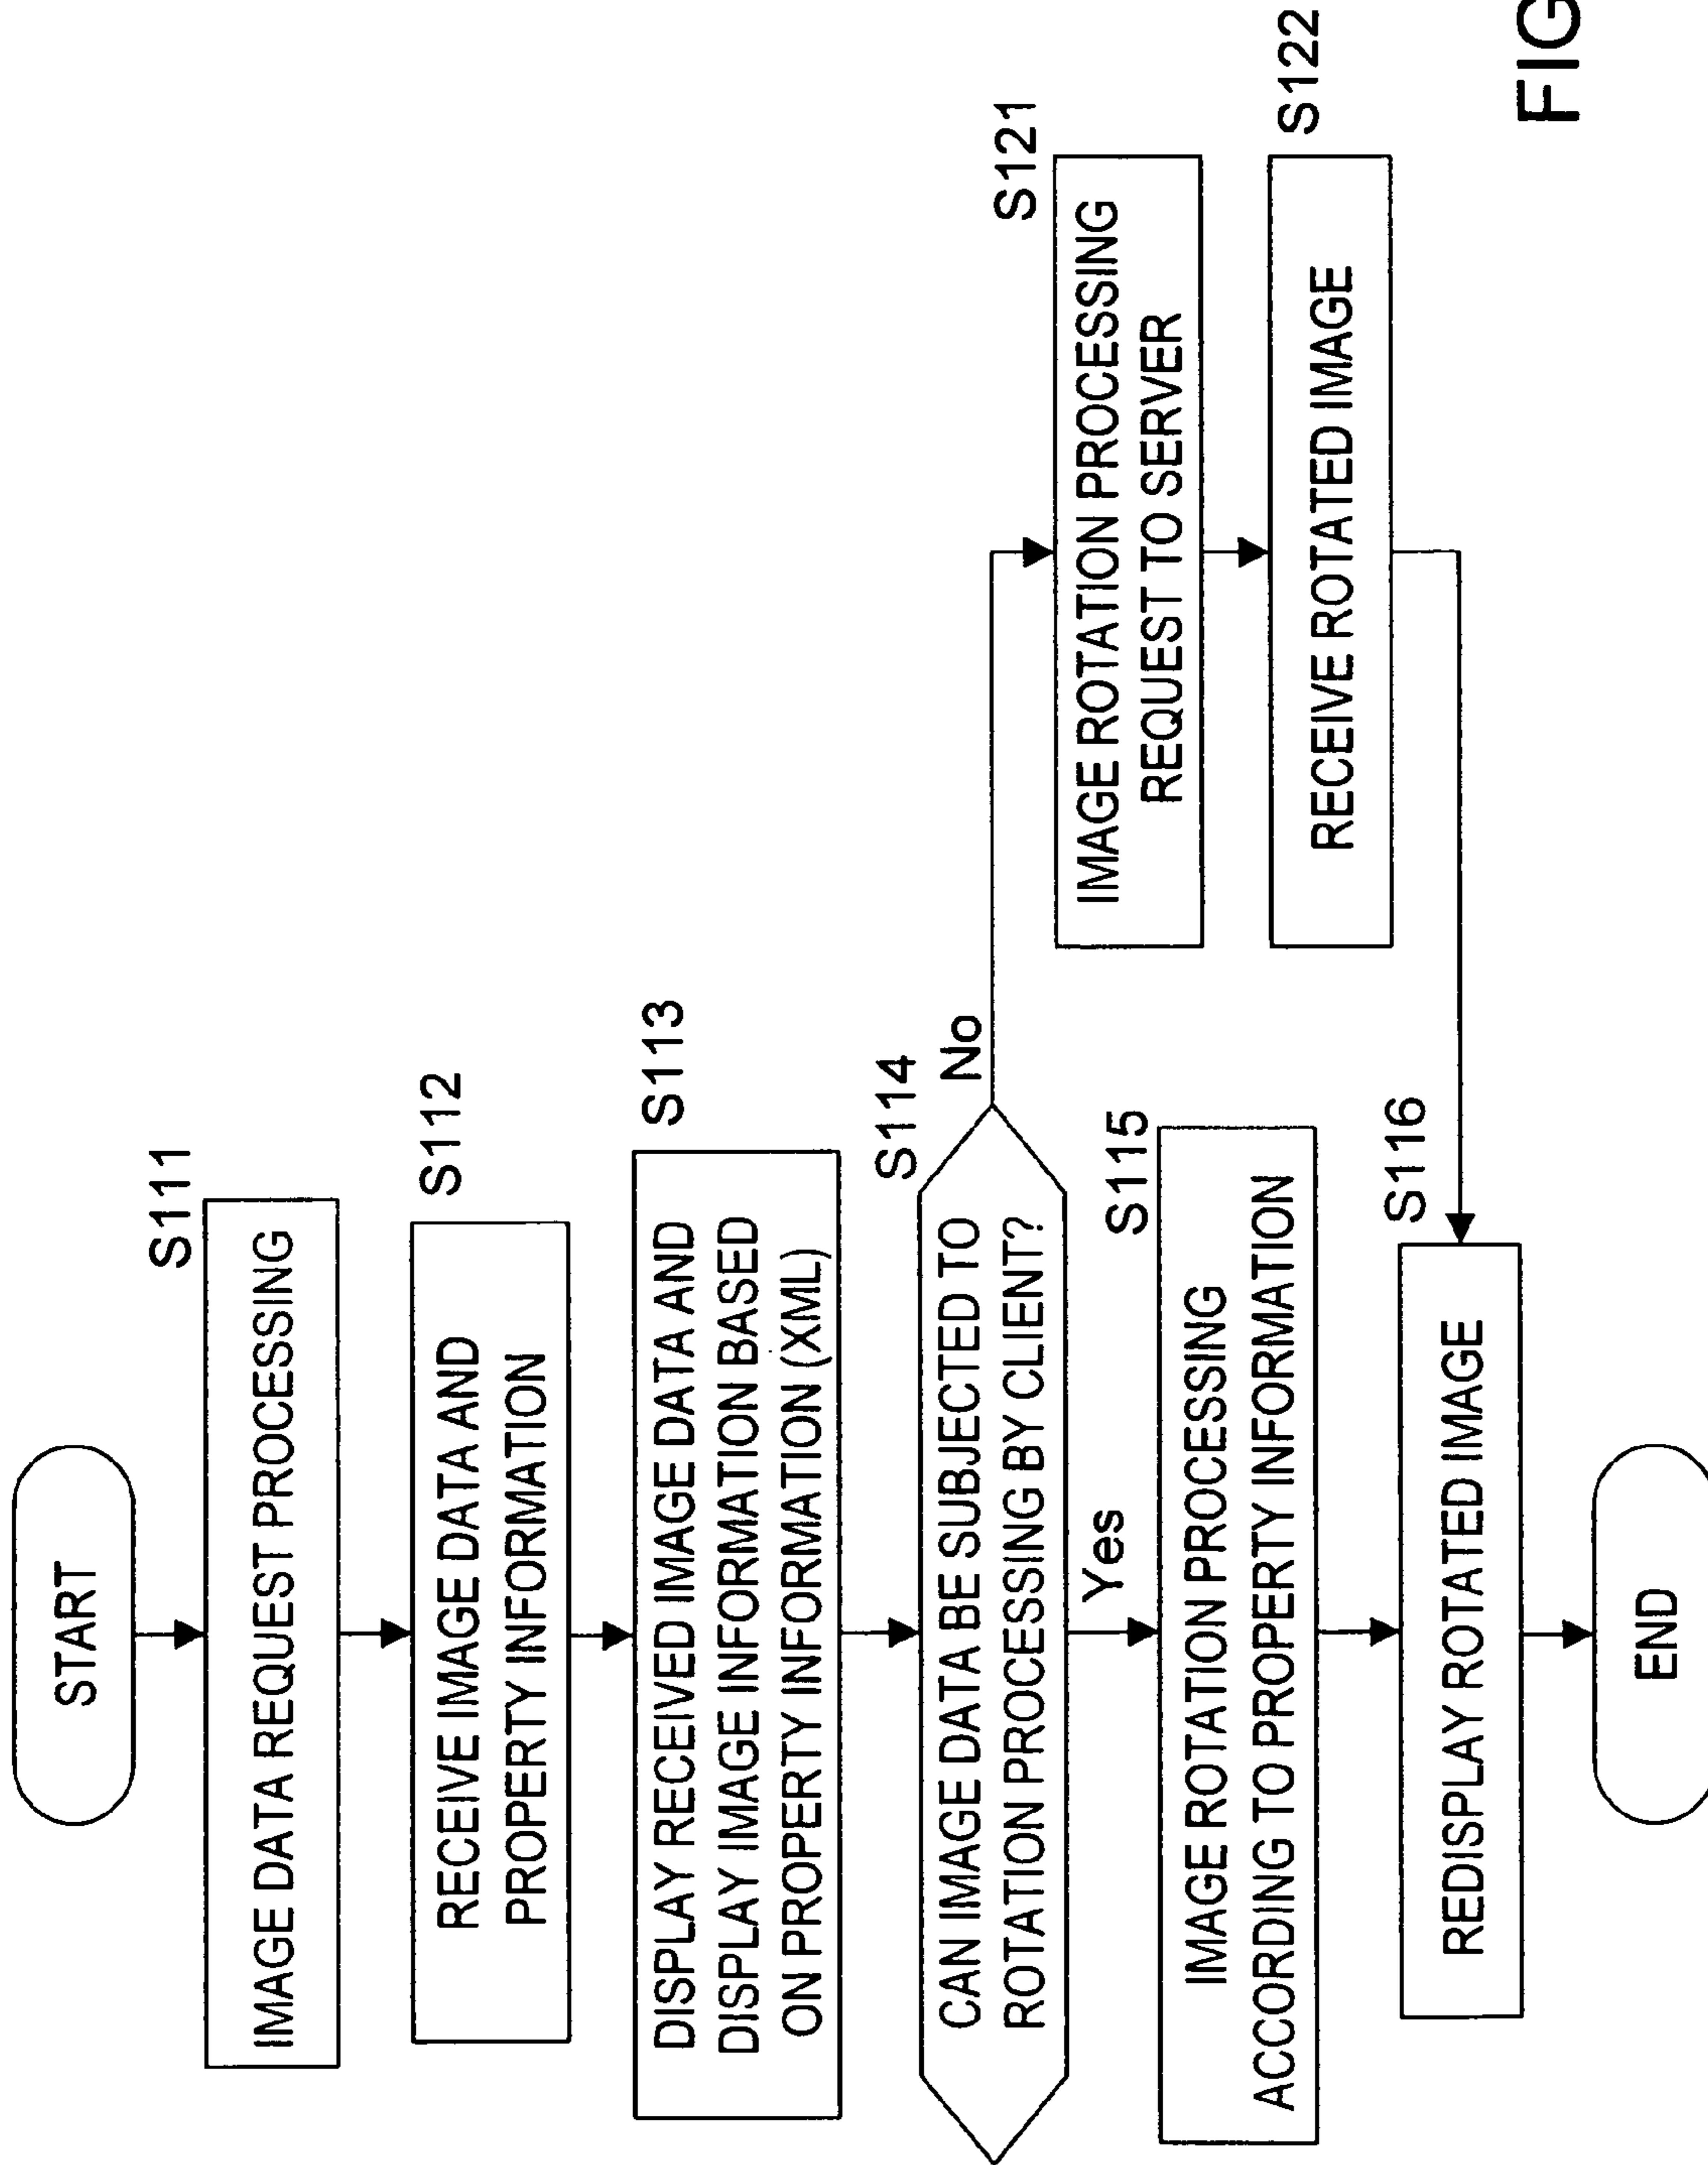 START
S111
IMAGE DATA REQUEST PROCESSING
S112
RECEIVE IMAGE DATA AND
PROPERTY INFORMATION
S113
DISPLAY RECEIVED IMAGE DATA AND
DISPLAY IMAGE INFORMATION BASED
ON PROPERTY INFORMATION (XML)
S114
CAN IMAGE DATA BE SUBJECTED TO
ROTATION PROCESSING BY CLIENT?
No
Yes
S121
IMAGE ROTATION PROCESSING
REQUEST TO SERVER
S122
RECEIVE ROTATED IMAGE
S115
IMAGE ROTATION PROCESSING
ACCORDING TO PROPERTY INFORMATION
S116
REDISPLAY ROTATED IMAGE
END
FIG